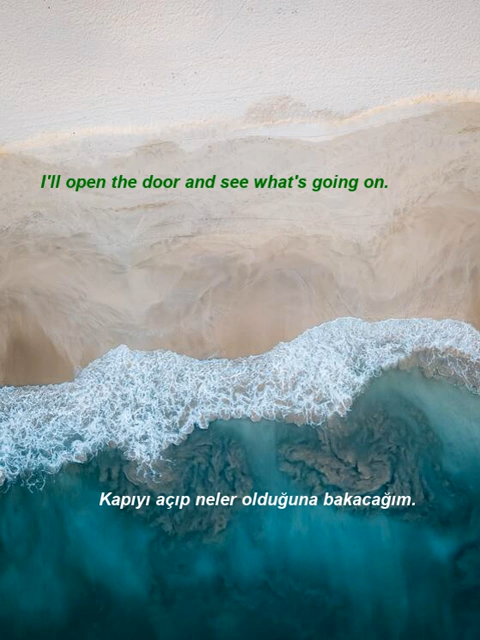 I'll open the door and see what's going on.
Kapıyı açıp neler olduğuna bakacağım.